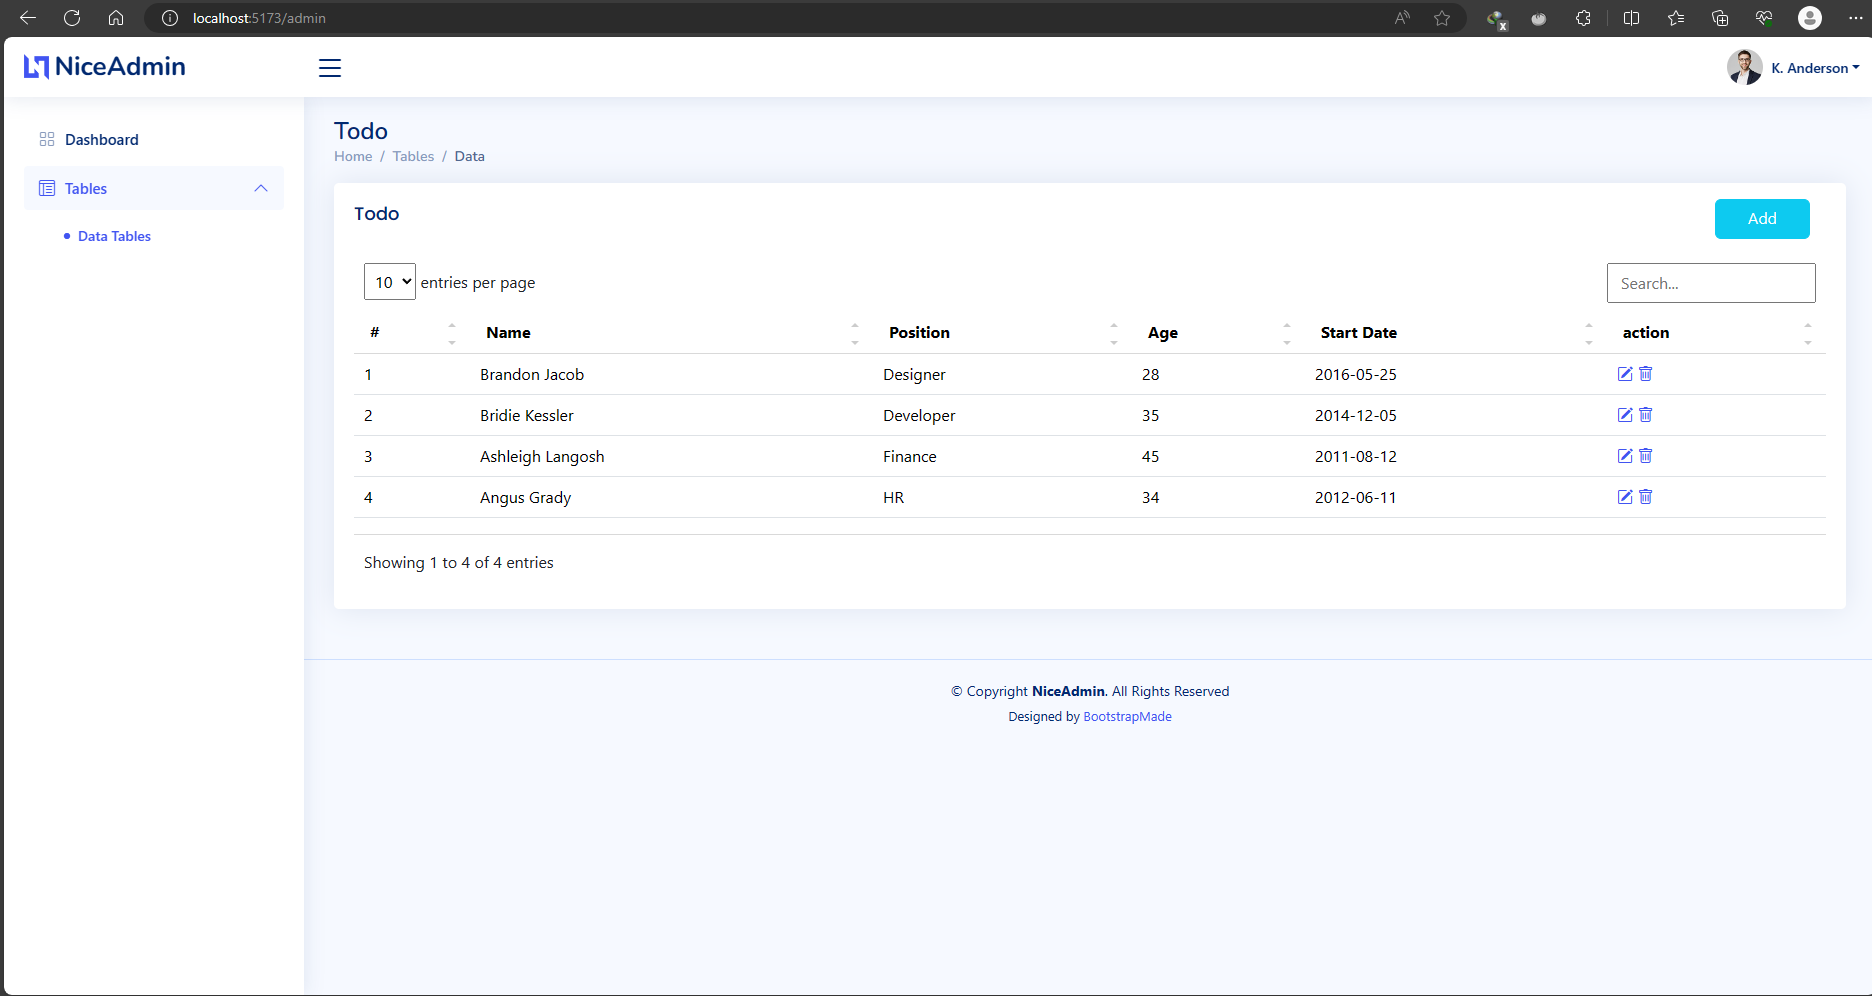 localhost:5173/admin
NiceAdmin
K. Anderson
Dashboard
Tables
Data Tables
Todo
Home / Tables / Data
Todo
Add
10 entries per page
Search...
# Name Position Age Start Date action
1 Brandon Jacob Designer 28 2016-05-25
2 Bridie Kessler Developer 35 2014-12-05
3 Ashleigh Langosh Finance 45 2011-08-12
4 Angus Grady HR 34 2012-06-11
Showing 1 to 4 of 4 entries
© Copyright NiceAdmin. All Rights Reserved
Designed by BootstrapMade